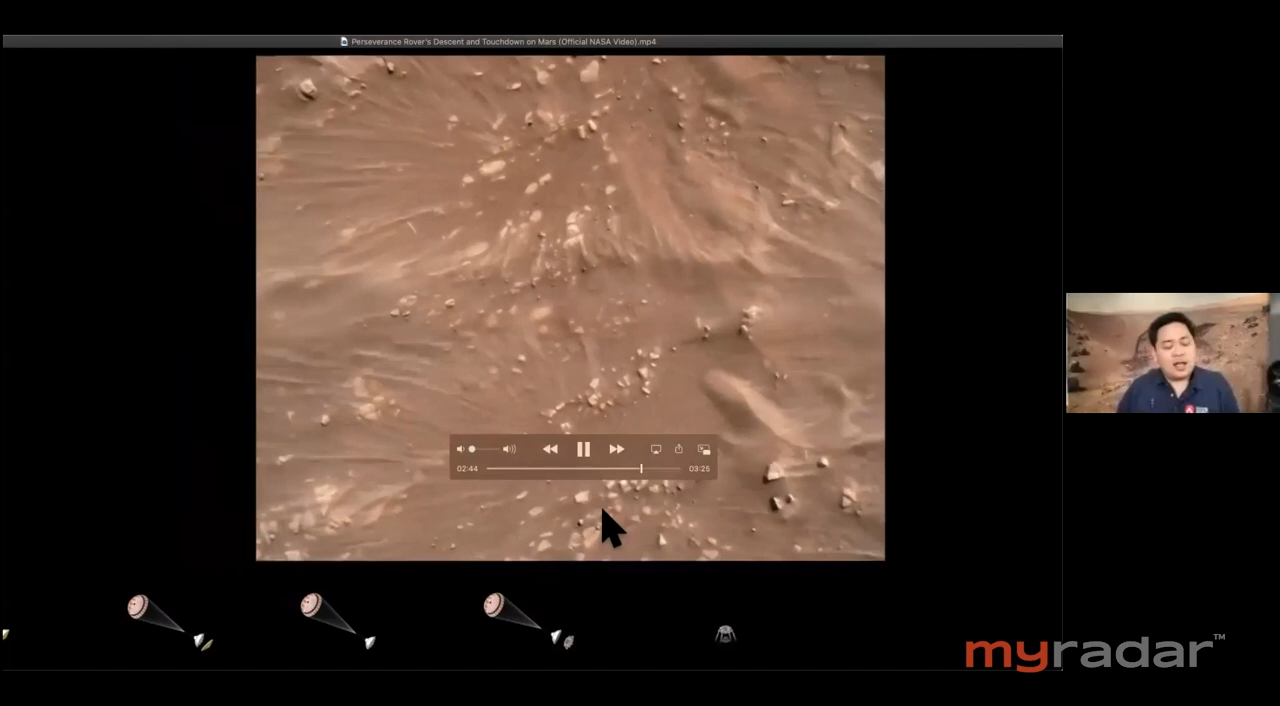 Perseverance Rover's Descent and Touchdown on Mars (Official NASA Video).mp4
02:44
03:25
myradar™